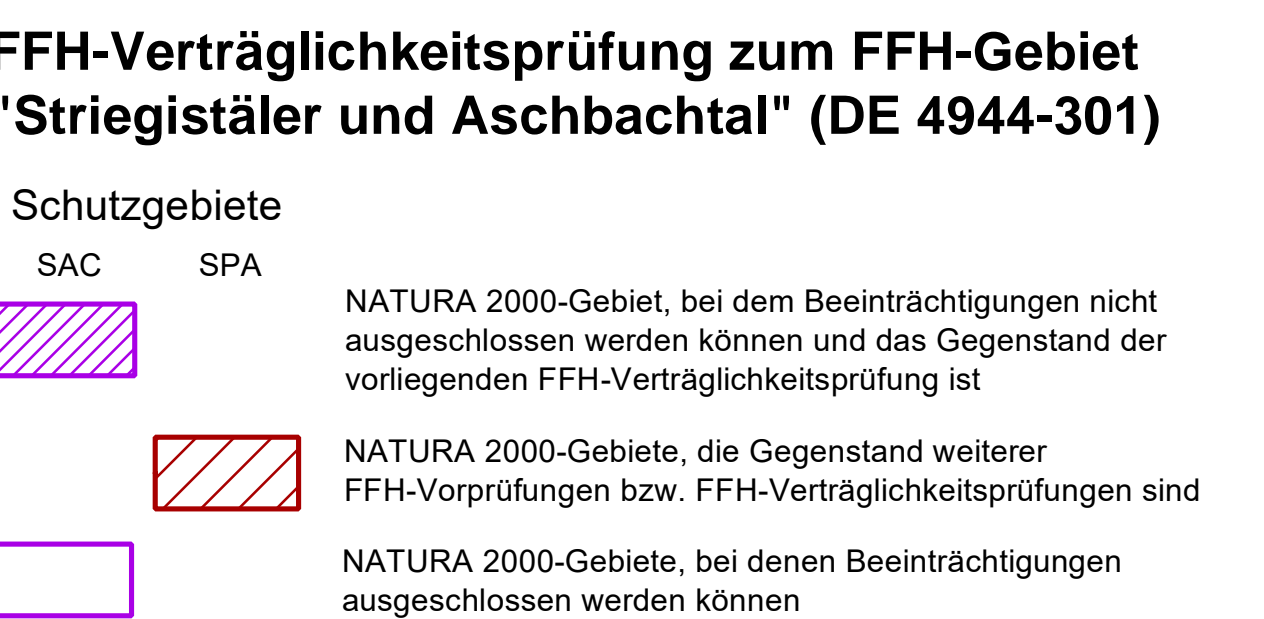 FFH-Verträglichkeitsprüfung zum FFH-Gebiet
"Striegistäler und Aschbachtal" (DE 4944-301)
Schutzgebiete
SAC SPA
NATURA 2000-Gebiet, bei dem Beeinträchtigungen nicht
ausgeschlossen werden können und das Gegenstand der
vorliegenden FFH-Verträglichkeitsprüfung ist
NATURA 2000-Gebiete, die Gegenstand weiterer
FFH-Vorprüfungen bzw. FFH-Verträglichkeitsprüfungen sind
NATURA 2000-Gebiete, bei denen Beeinträchtigungen
ausgeschlossen werden können